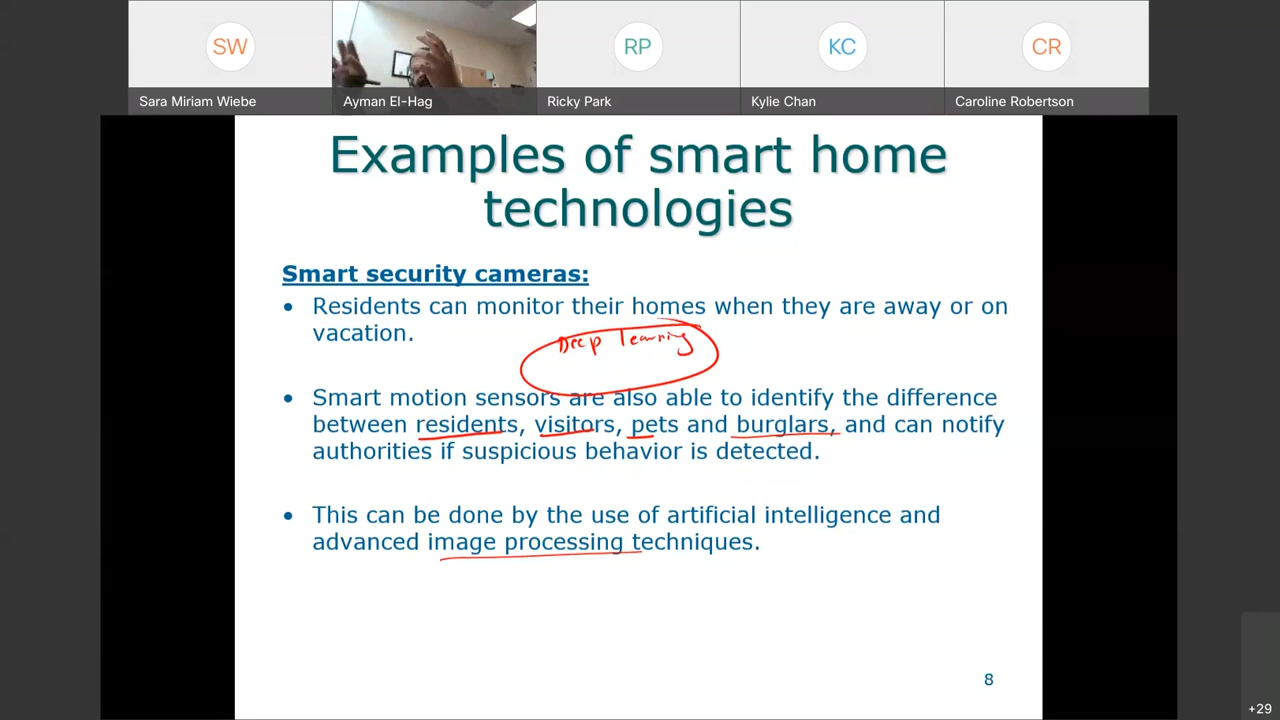 SW
RP
KC
CR
Sara Miriam Wiebe
Ayman El-Hag
Ricky Park
Kylie Chan
Caroline Robertson
Examples of smart home
technologies
Smart security cameras:
• Residents can monitor their homes when they are away or on
vacation.
Deep learning
• Smart motion sensors are also able to identify the difference
between residents, visitors, pets and burglars, and can notify
authorities if suspicious behavior is detected.
• This can be done by the use of artificial intelligence and
advanced image processing techniques.
8
+29